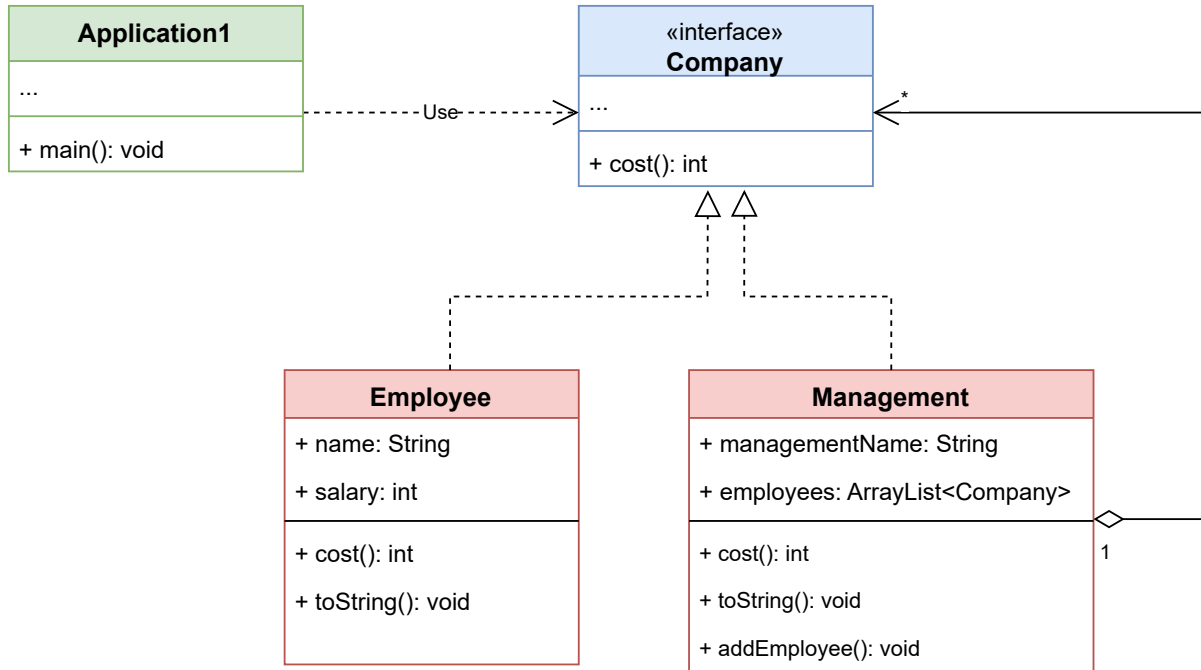 Application1
...
+ main(): void
Use
«interface»
Company
...
+ cost(): int
*
Employee
+ name: String
+ salary: int
+ cost(): int
+ toString(): void
Management
+ managementName: String
+ employees: ArrayList<Company>
+ cost(): int
+ toString(): void
+ addEmployee(): void
1